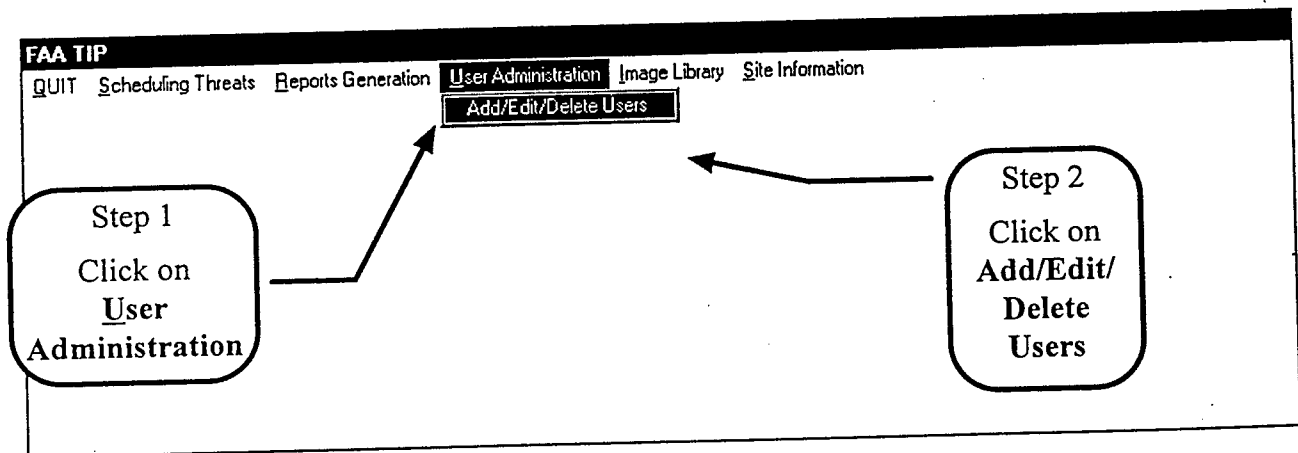 FAA TIP
QUIT Scheduling Threats Reports Generation User Administration Image Library Site Information
Add/Edit/Delete Users
Step 1
Click on
User
Administration
Step 2
Click on
Add/Edit/
Delete
Users